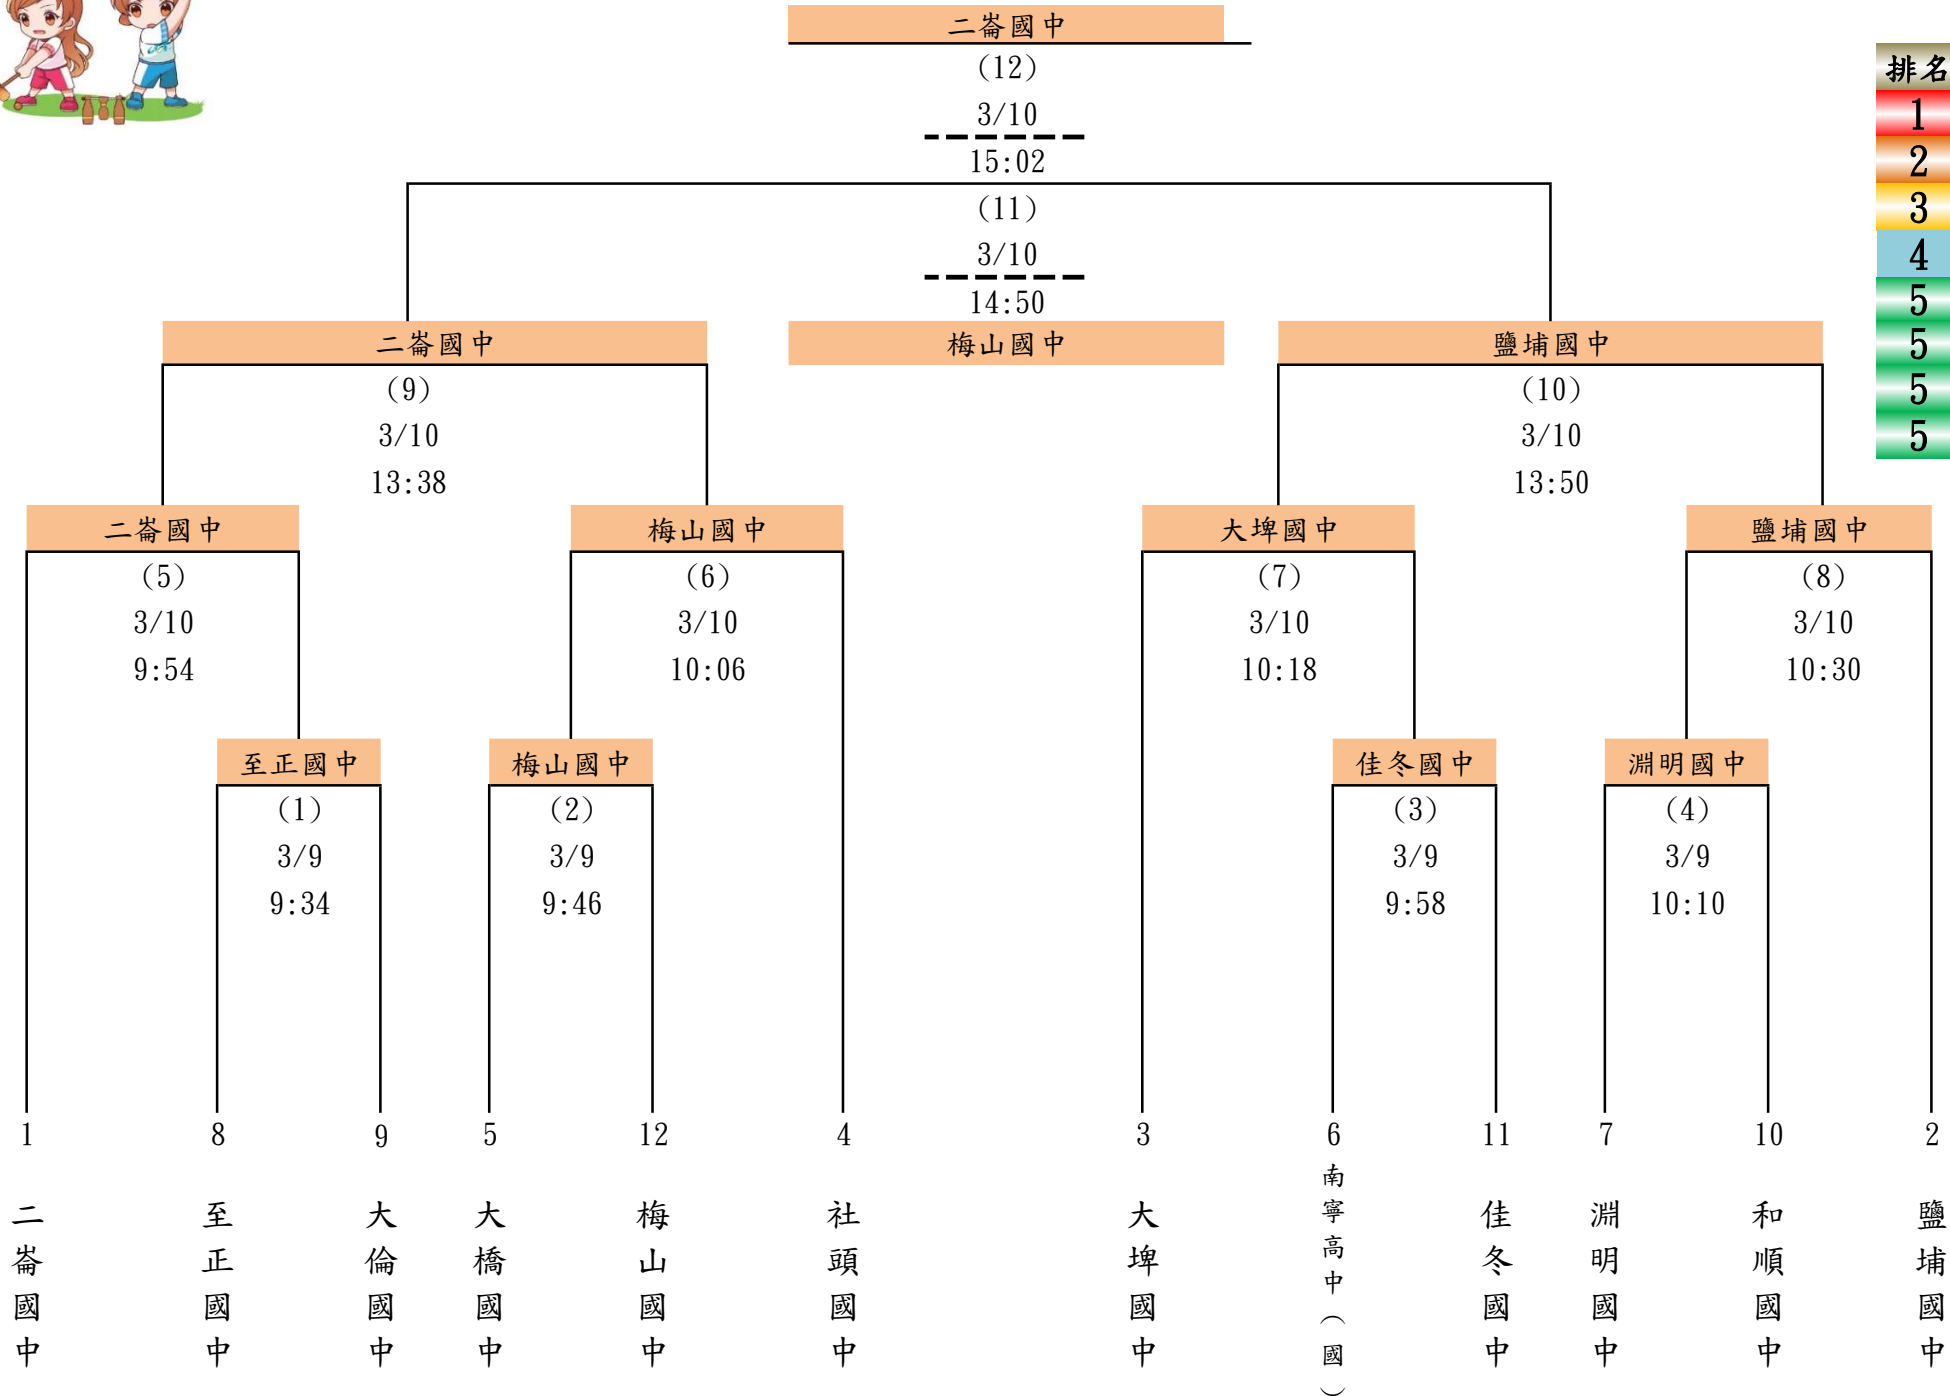 二崙國中
(12)
3/10
15:02
(11)
3/10
14:50
排名
1
2
3
4
5
5
5
5
二崙國中
梅山國中
鹽埔國中
(9)
3/10
13:38
(10)
3/10
13:50
二崙國中
梅山國中
大埤國中
鹽埔國中
(5)
3/10
9:54
(6)
3/10
10:06
(7)
3/10
10:18
(8)
3/10
10:30
至正國中
梅山國中
佳冬國中
淵明國中
(1)
3/9
9:34
(2)
3/9
9:46
(3)
3/9
9:58
(4)
3/9
10:10
1
8
9
5
12
4
3
6
11
7
10
2
二崙國中
至正國中
大倫國中
大橋國中
梅山國中
社頭國中
大埤國中
南寧高中（國）
佳冬國中
淵明國中
和順國中
鹽埔國中